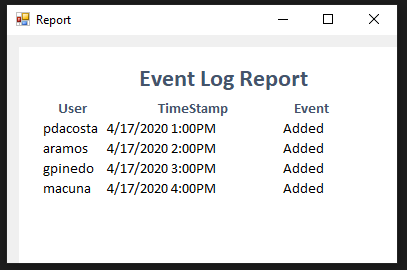 Report
Event Log Report
User TimeStamp Event
pdacosta 4/17/2020 1:00PM Added
aramos 4/17/2020 2:00PM Added
gpinedo 4/17/2020 3:00PM Added
macuna 4/17/2020 4:00PM Added